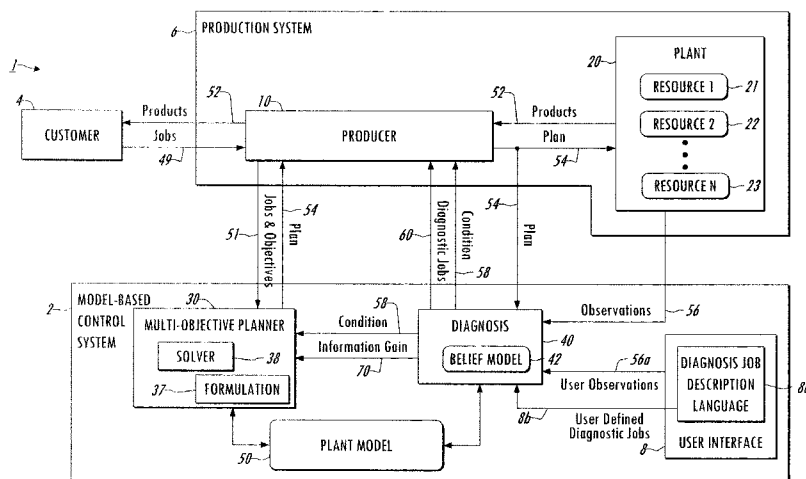 1
6
PRODUCTION SYSTEM
20
PLANT
RESOURCE 1
21
RESOURCE 2
22
RESOURCE N
23
4
CUSTOMER
Products
52
Jobs
49
10
PRODUCER
52
Products
Plan
54
51
Jobs & Objectives
54
Plan
60
Diagnostic Jobs
Condition
58
54
Plan
2
MODEL-BASED
CONTROL
SYSTEM
30
MULTI-OBJECTIVE PLANNER
SOLVER
38
37
FORMULATION
58
Condition
Information Gain
70
DIAGNOSIS
40
BELIEF MODEL
42
Observations
56
56a
User Observations
8b
User Defined
Diagnostic Jobs
DIAGNOSIS JOB
DESCRIPTION
LANGUAGE
USER INTERFACE
8
PLANT MODEL
50